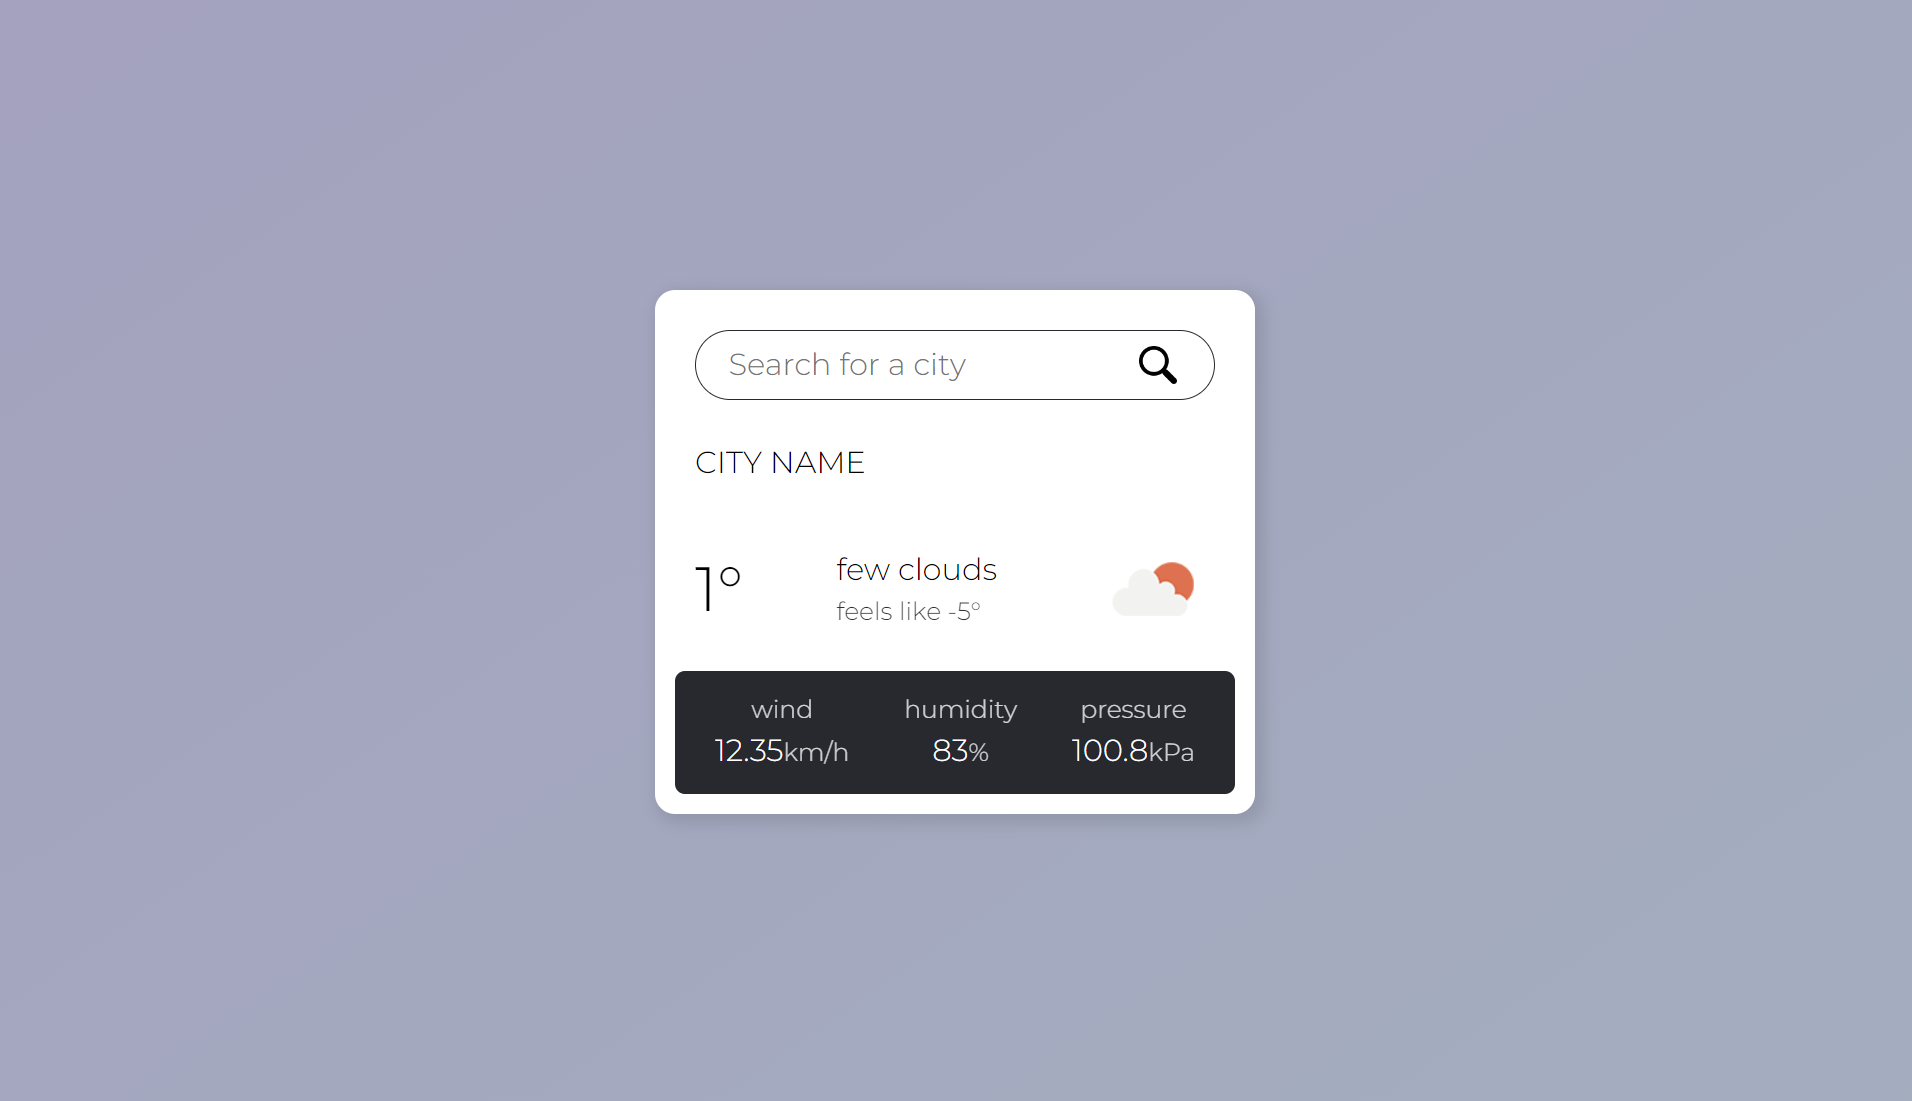 Search for a city
CITY NAME
1°
few clouds
feels like -5°
wind humidity pressure
12.35km/h 83% 100.8kPa